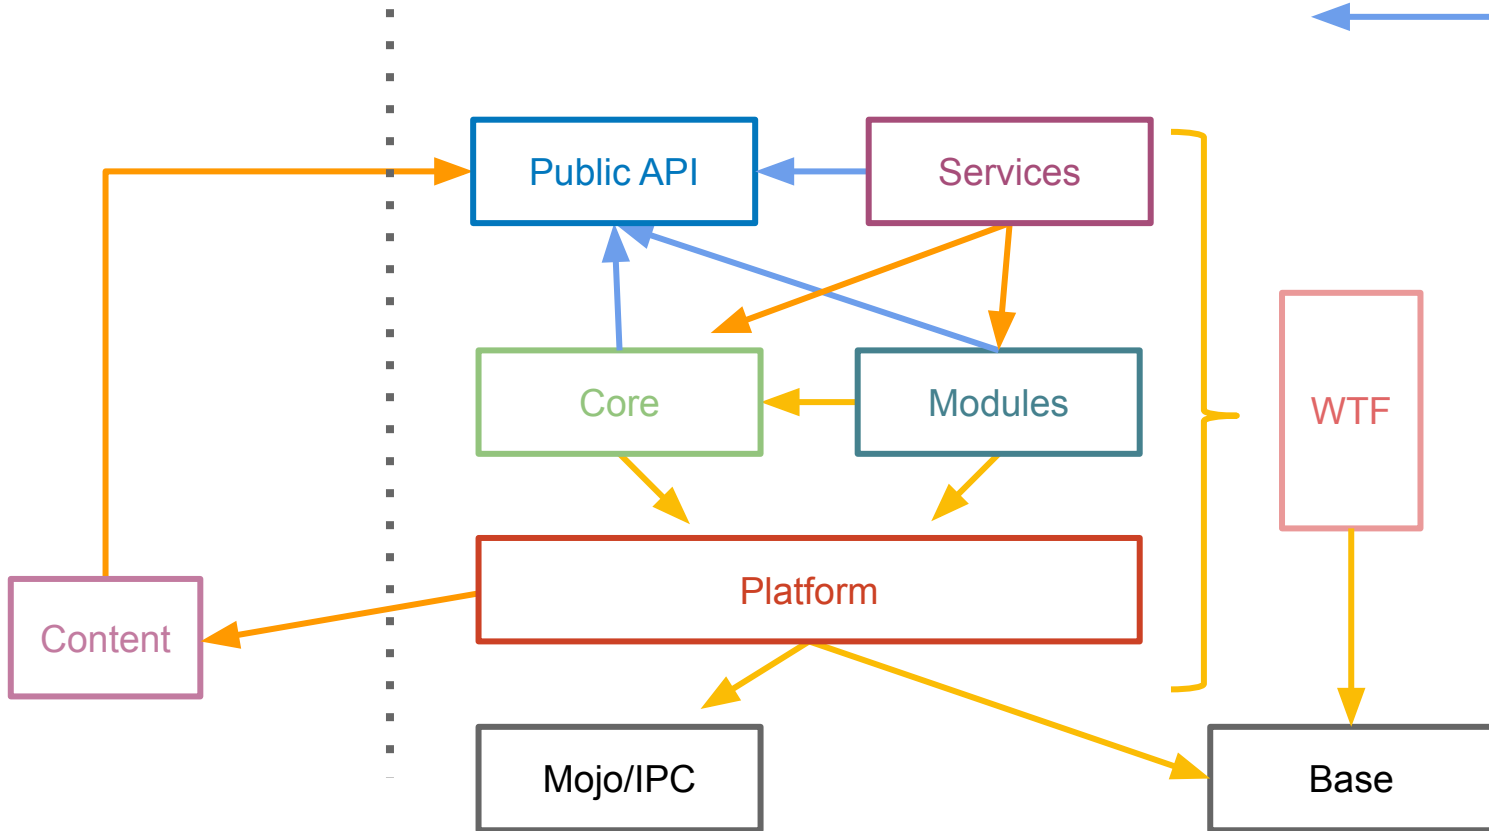 Public API
Services
Core
Modules
WTF
Platform
Content
Mojo/IPC
Base